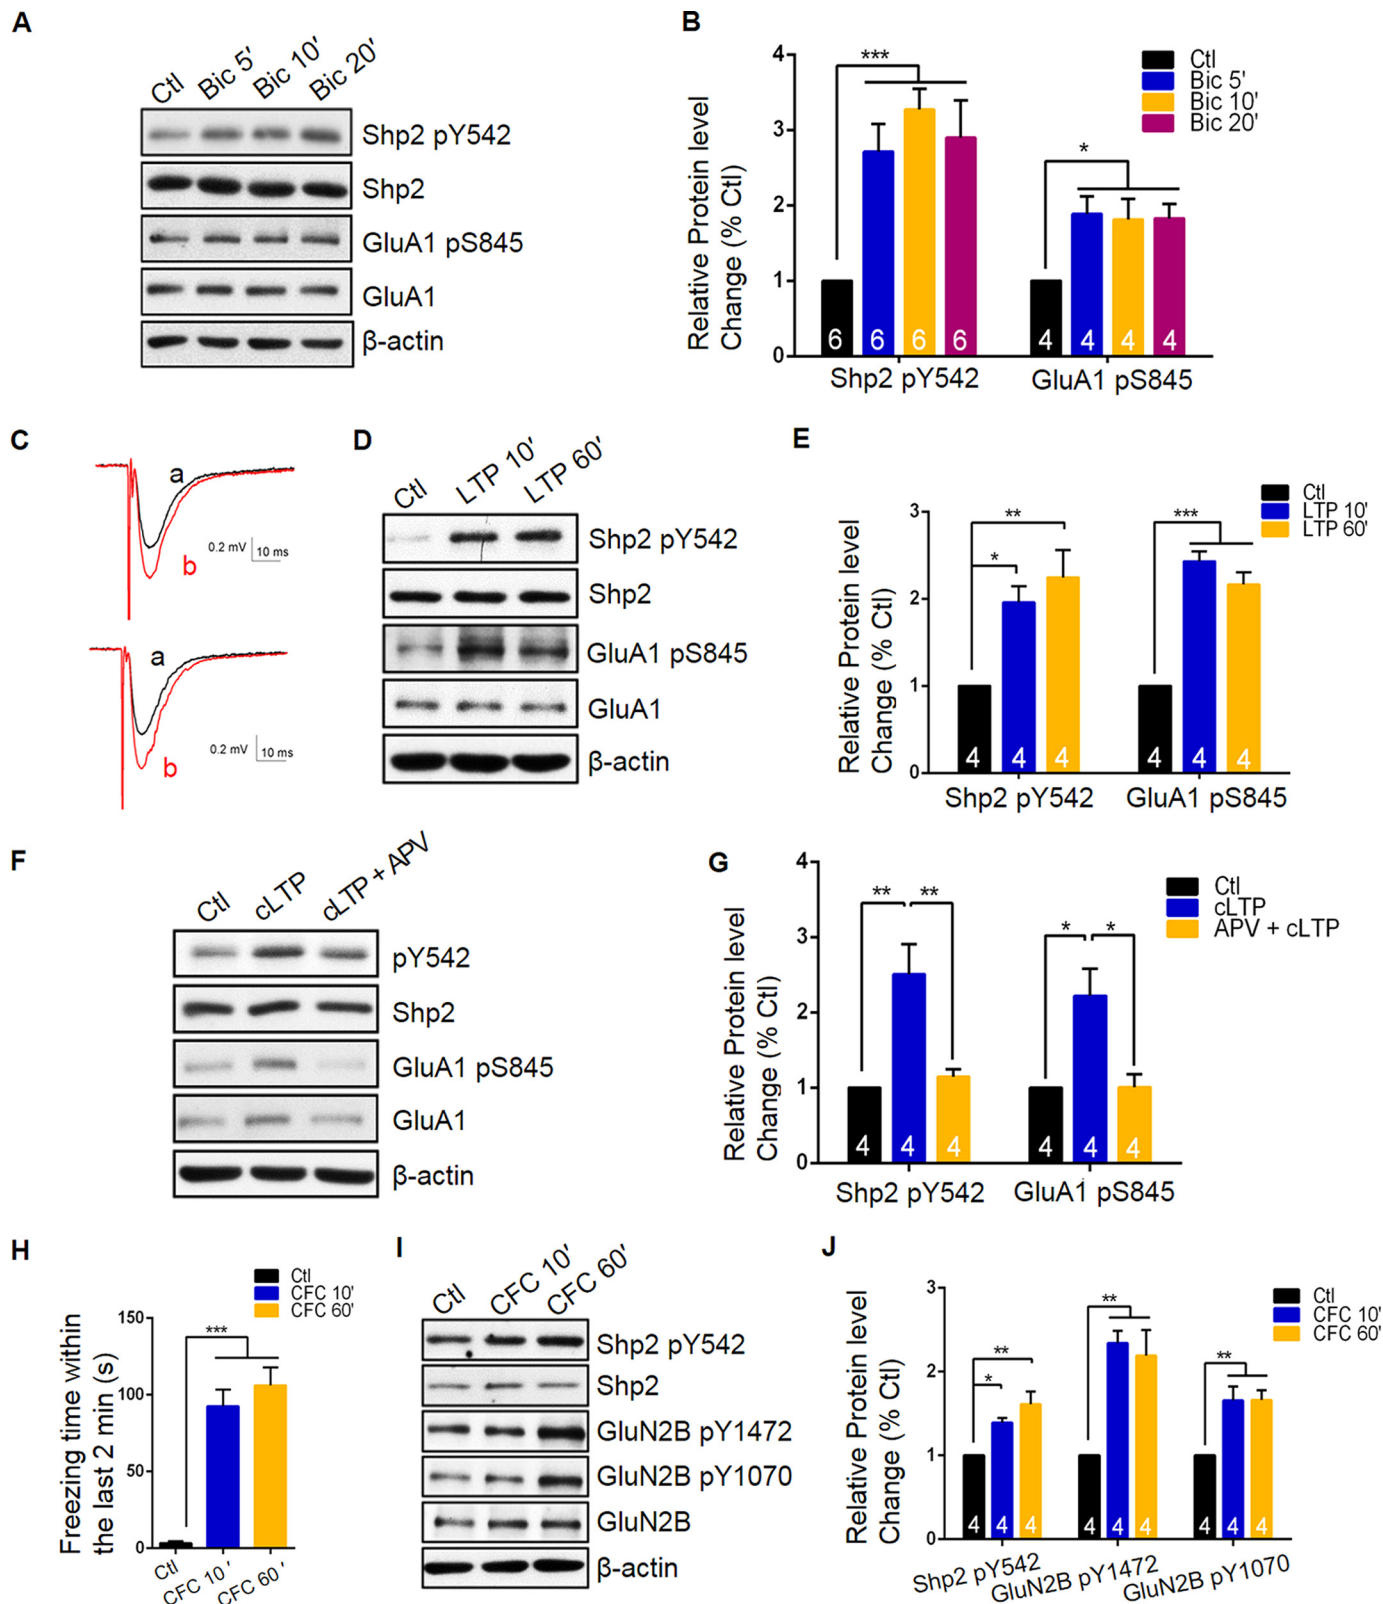 A
Ctl Bic 5' Bic 10' Bic 20'
Shp2 pY542
Shp2
GluA1 pS845
GluA1
β-actin
B
Relative Protein level
Change (% Ctl)
4
3
2
1
0
***
*
Ctl
Bic 5'
Bic 10'
Bic 20'
6 6 6 6 4 4 4 4
Shp2 pY542 GluA1 pS845
C
a
b
0.2 mV 10 ms
a
b
0.2 mV 10 ms
D
Ctl LTP 10' LTP 60'
Shp2 pY542
Shp2
GluA1 pS845
GluA1
β-actin
E
Relative Protein level
Change (% Ctl)
3
2
1
0
**
*
***
Ctl
LTP 10'
LTP 60'
4 4 4 4 4 4
Shp2 pY542 GluA1 pS845
F
Ctl cLTP cLTP + APV
pY542
Shp2
GluA1 pS845
GluA1
β-actin
G
Relative Protein level
Change (% Ctl)
4
3
2
1
0
** **
* *
Ctl
cLTP
APV + cLTP
4 4 4 4 4 4
Shp2 pY542 GluA1 pS845
H
Freezing time within
the last 2 min (s)
150
100
50
0
***
Ctl
CFC 10'
CFC 60'
Ctl CFC 10' CFC 60'
I
Ctl CFC 10' CFC 60'
Shp2 pY542
Shp2
GluN2B pY1472
GluN2B pY1070
GluN2B
β-actin
J
Relative Protein level
Change (% Ctl)
3
2
1
0
**
*
**
**
Ctl
CFC 10'
CFC 60'
4 4 4 4 4 4 4 4 4
Shp2 pY542 GluN2B pY1472 GluN2B pY1070